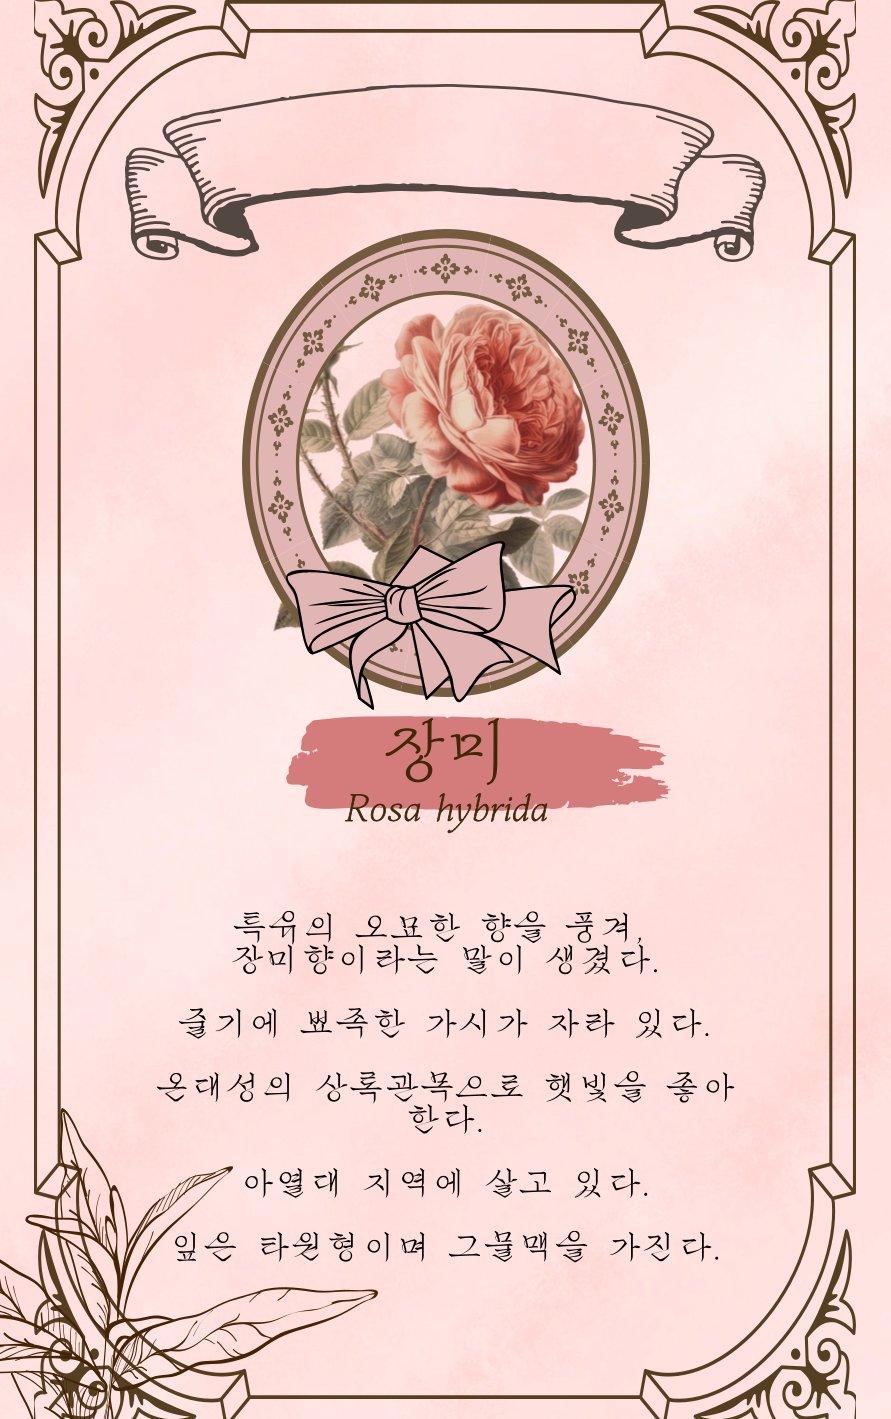 장미
Rosa hybrida
특유의 오묘한 향을 풍겨,
장미향이라는 말이 생겼다.
줄기에 뾰족한 가시가 자라 있다.
온대성의 상록관목으로 햇빛을 좋아
한다.
아열대 지역에 살고 있다.
잎은 타원형이며 그물맥을 가진다.